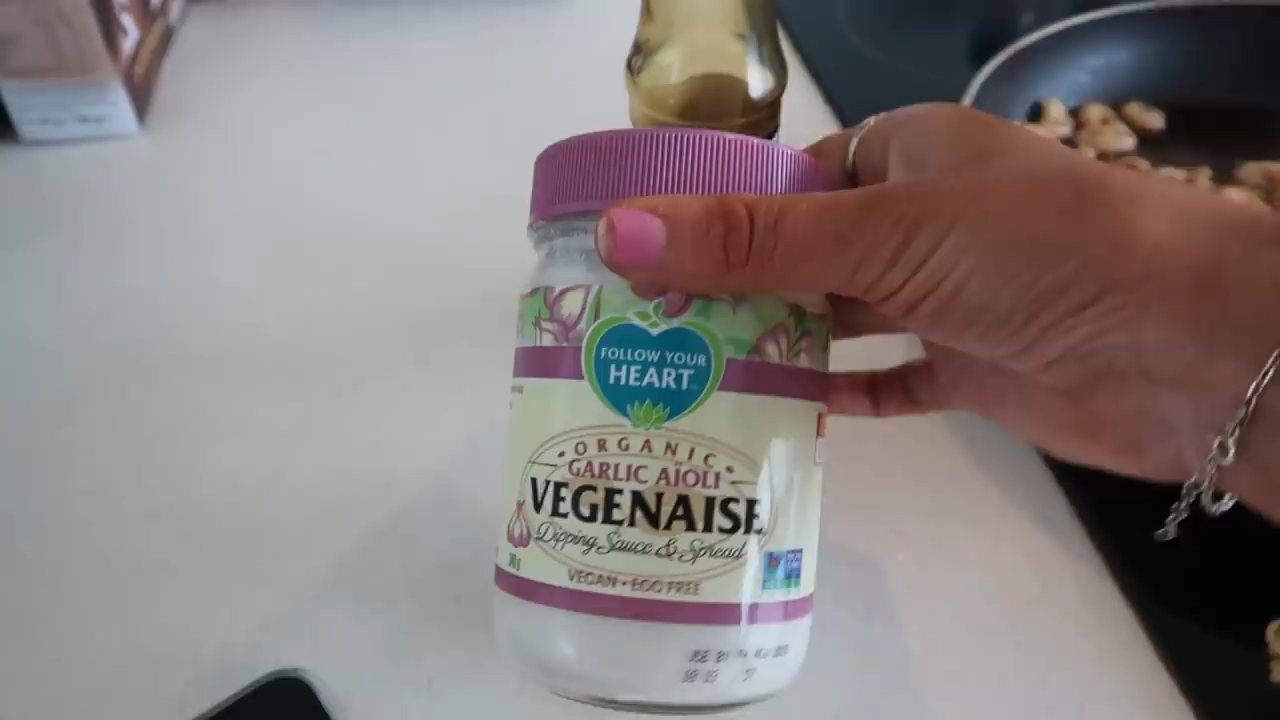 FOLLOW YOUR
HEART
• ORGANIC •
GARLIC AÏOLI
VEGENAISE
Dipping Sauce & Spread
VEGAN • EGG FREE